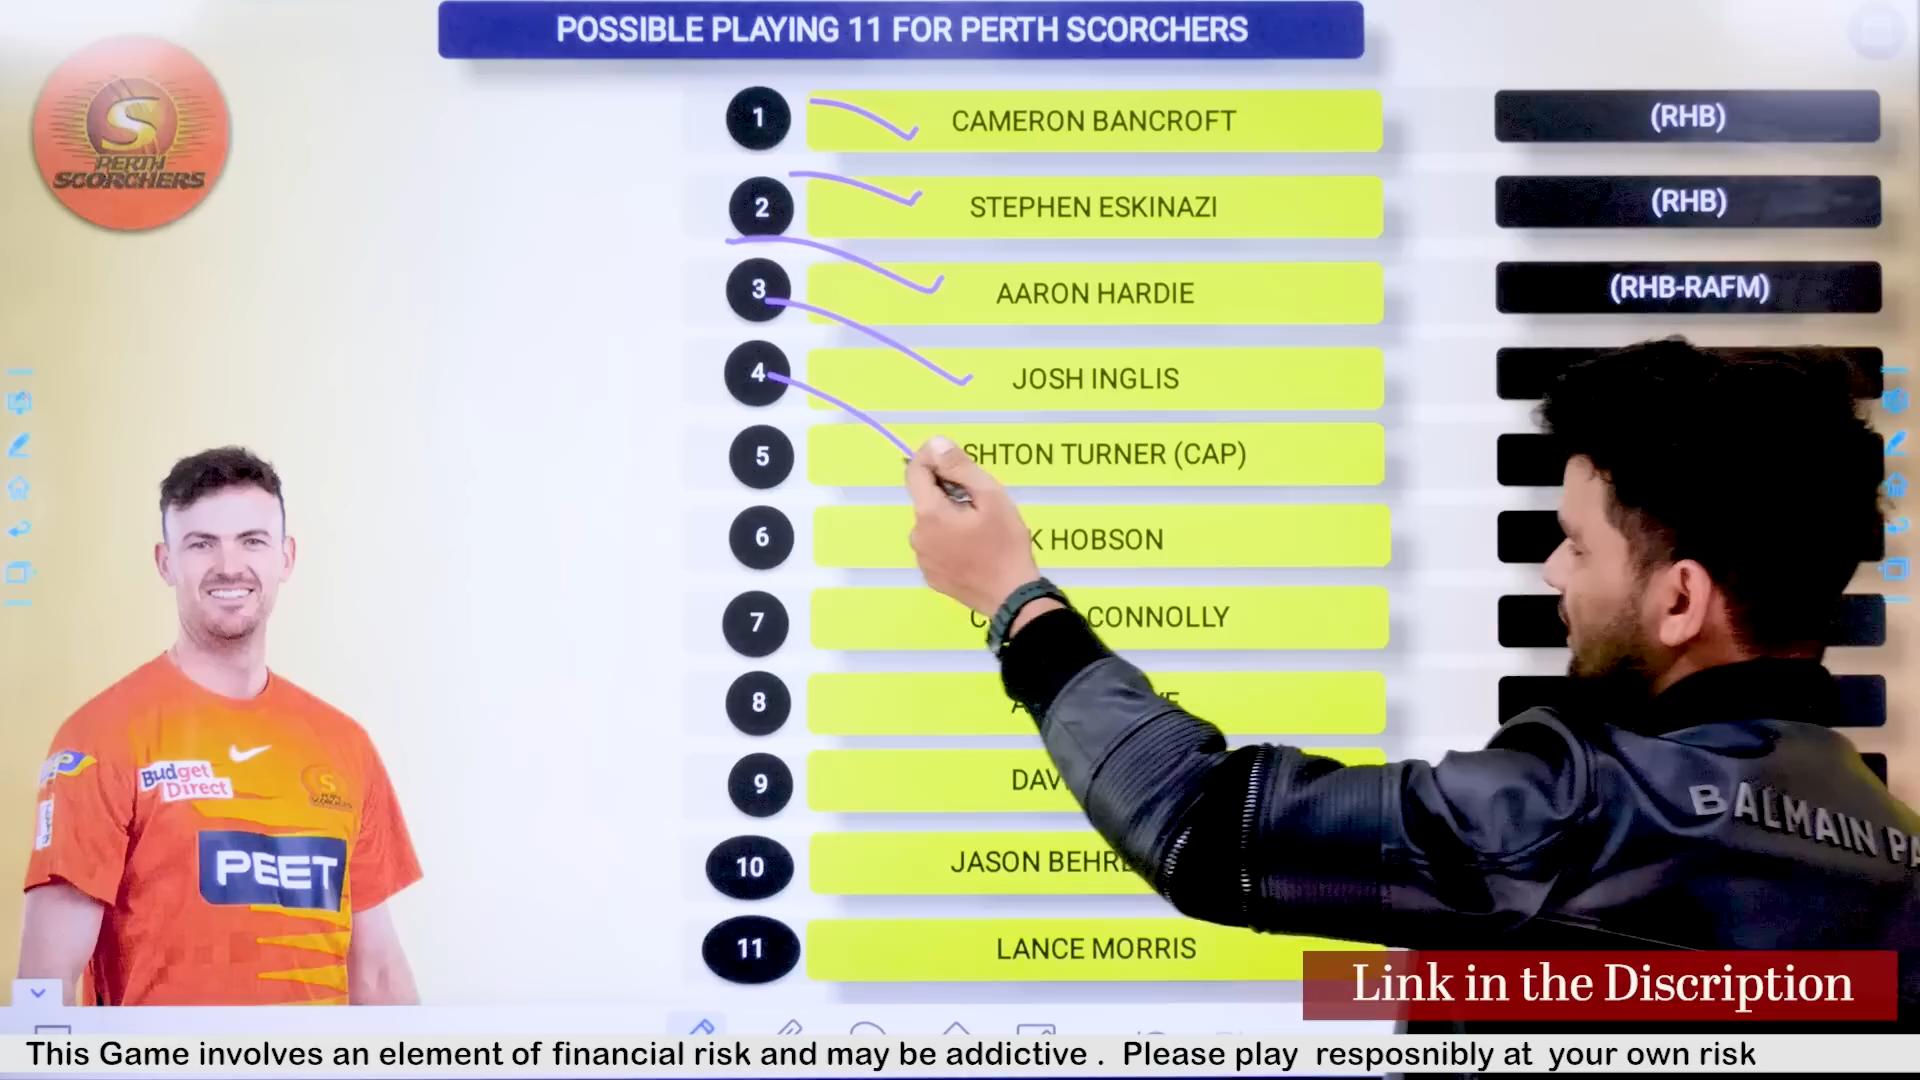 POSSIBLE PLAYING 11 FOR PERTH SCORCHERS
S
PERTH
SCORCHERS
1 CAMERON BANCROFT (RHB)
2 STEPHEN ESKINAZI (RHB)
3 AARON HARDIE (RHB-RAFM)
4 JOSH INGLIS
5 SHTON TURNER (CAP)
6 K HOBSON
7 CONNOLLY
8
9 DAV
10 JASON BEHR
11 LANCE MORRIS
Budget
Direct
PEET
BALMAIN PA
Link in the Discription
This Game involves an element of financial risk and may be addictive . Please play resposnibly at your own risk